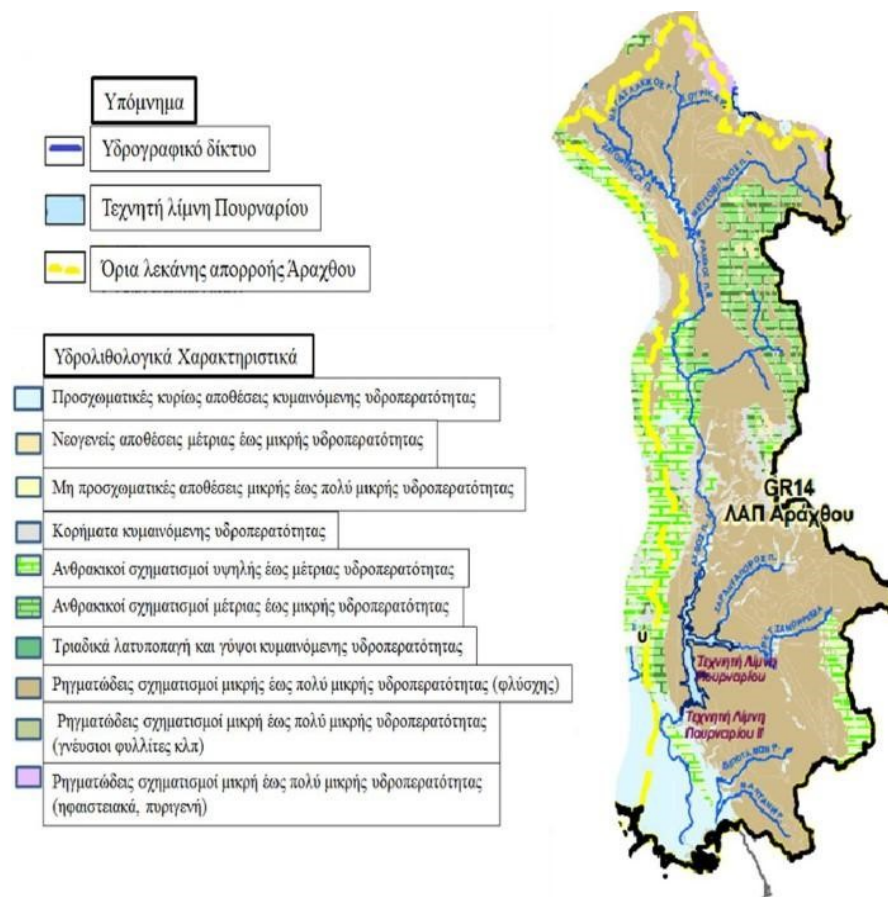 Υπόμνημα
Υδρογραφικό δίκτυο
Τεχνητή λίμνη Πουρναρίου
Όρια λεκάνης απορροής Άραχθου
Υδρολιθολογικά Χαρακτηριστικά
Προσχωματικές κυρίως αποθέσεις κυμαινόμενης υδροπερατότητας
Νεογενείς αποθέσεις μέτριας έως μικρής υδροπερατότητας
Μη προσχωματικές αποθέσεις μικρής έως πολύ μικρής υδροπερατότητας
Κορήματα κυμαινόμενης υδροπερατότητας
Ανθρακικοί σχηματισμοί υψηλής έως μέτριας υδροπερατότητας
Ανθρακικοί σχηματισμοί μέτριας έως μικρής υδροπερατότητας
Τριαδικά λατυποπαγή και γύψοι κυμαινόμενης υδροπερατότητας
Ρηγματώδεις σχηματισμοί μικρής έως πολύ μικρής υδροπερατότητας (φλύσχης)
Ρηγματώδεις σχηματισμοί μικρή έως πολύ μικρής υδροπερατότητας
(γνέυσιοι φυλλίτες κλπ)
Ρηγματώδεις σχηματισμοί μικρή έως πολύ μικρής υδροπερατότητας
(ηφαιστειακά, πυριγενή)
GR14
ΛΑΠ Αράχθου
Τεχνητή Λίμνη
Πουρναρίου
Τεχνητή Λίμνη
Πουρναρίου ΙΙ